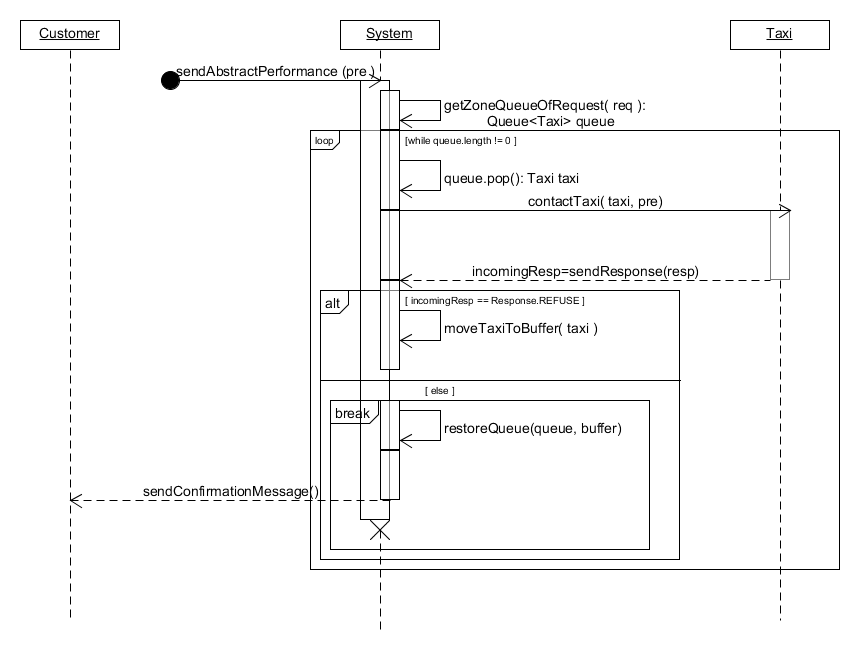 Customer
System
Taxi
sendAbstractPerformance (pre )
getZoneQueueOfRequest( req ):
Queue<Taxi> queue
loop
[while queue.length != 0 ]
queue.pop(): Taxi taxi
contactTaxi( taxi, pre)
incomingResp=sendResponse(resp)
alt
[ incomingResp == Response.REFUSE ]
moveTaxiToBuffer( taxi )
[ else ]
break
restoreQueue(queue, buffer)
sendConfirmationMessage()